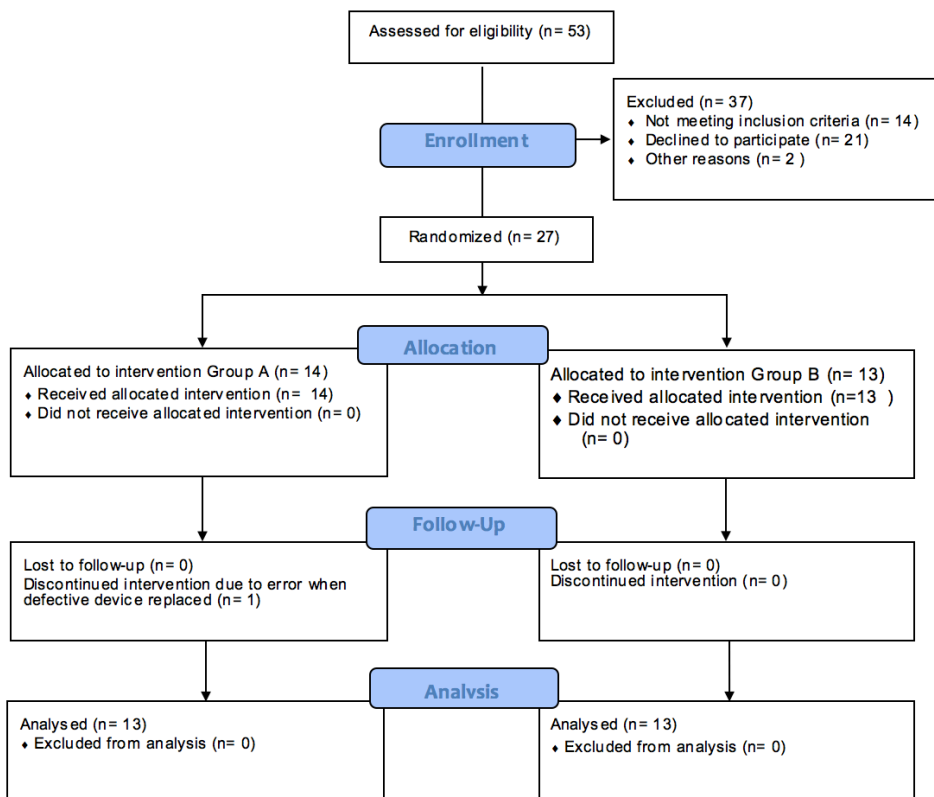 Assessed for eligibility (n= 53)
Excluded (n= 37)
♦ Not meeting inclusion criteria (n= 14)
♦ Declined to participate (n= 21)
♦ Other reasons (n= 2 )
Enrollment
Randomized (n= 27)
Allocation
Allocated to intervention Group A (n= 14)
♦ Received allocated intervention (n= 14)
♦ Did not receive allocated intervention (n= 0)
Allocated to intervention Group B (n= 13)
♦ Received allocated intervention (n=13 )
♦ Did not receive allocated intervention
(n= 0)
Follow-Up
Lost to follow-up (n= 0)
Discontinued intervention due to error when
defective device replaced (n= 1)
Lost to follow-up (n= 0)
Discontinued intervention (n= 0)
Analysis
Analysed (n= 13)
♦ Excluded from analysis (n= 0)
Analysed (n= 13)
♦ Excluded from analysis (n= 0)